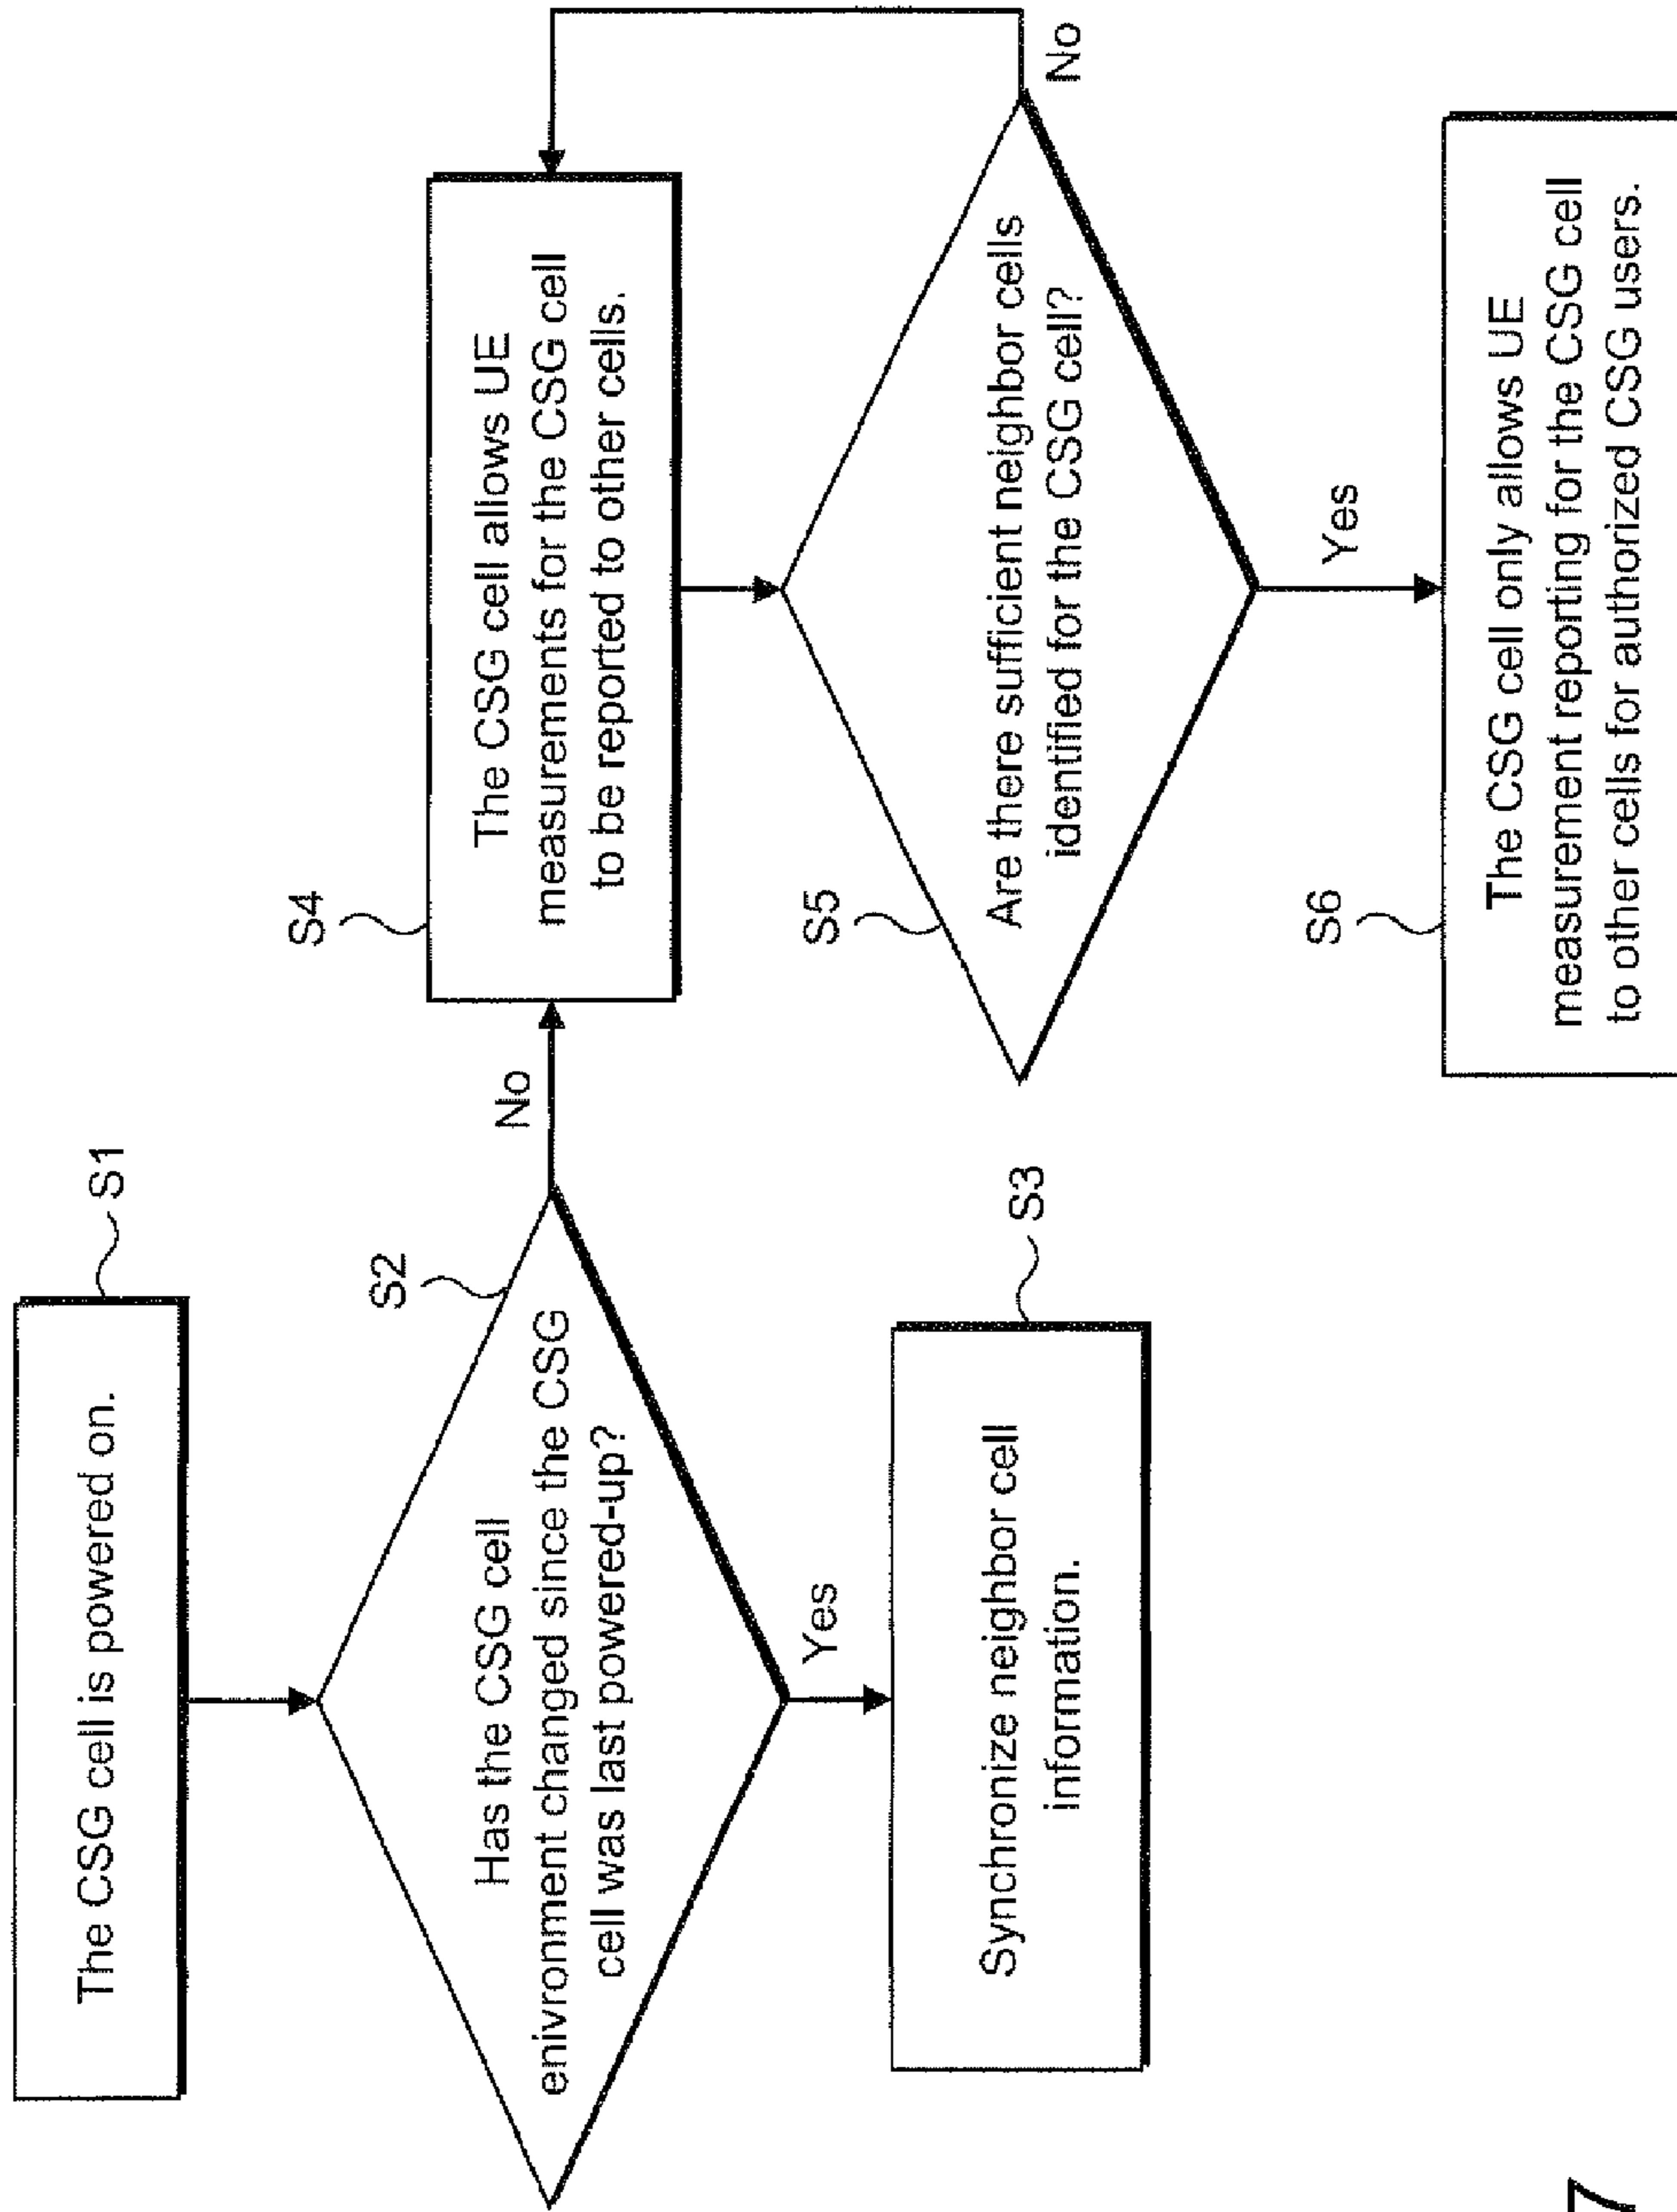 The CSG cell is powered on.
S1
S2
Has the CSG cell
enivronment changed since the CSG
cell was last powered-up?
No
Yes
Synchronize neighbor cell
information.
S3
S4
The CSG cell allows UE
measurements for the CSG cell
to be reported to other cells.
S5
Are there sufficient neighbor cells
identified for the CSG cell?
No
Yes
S6
The CSG cell only allows UE
measurement reporting for the CSG cell
to other cells for authorized CSG users.
7